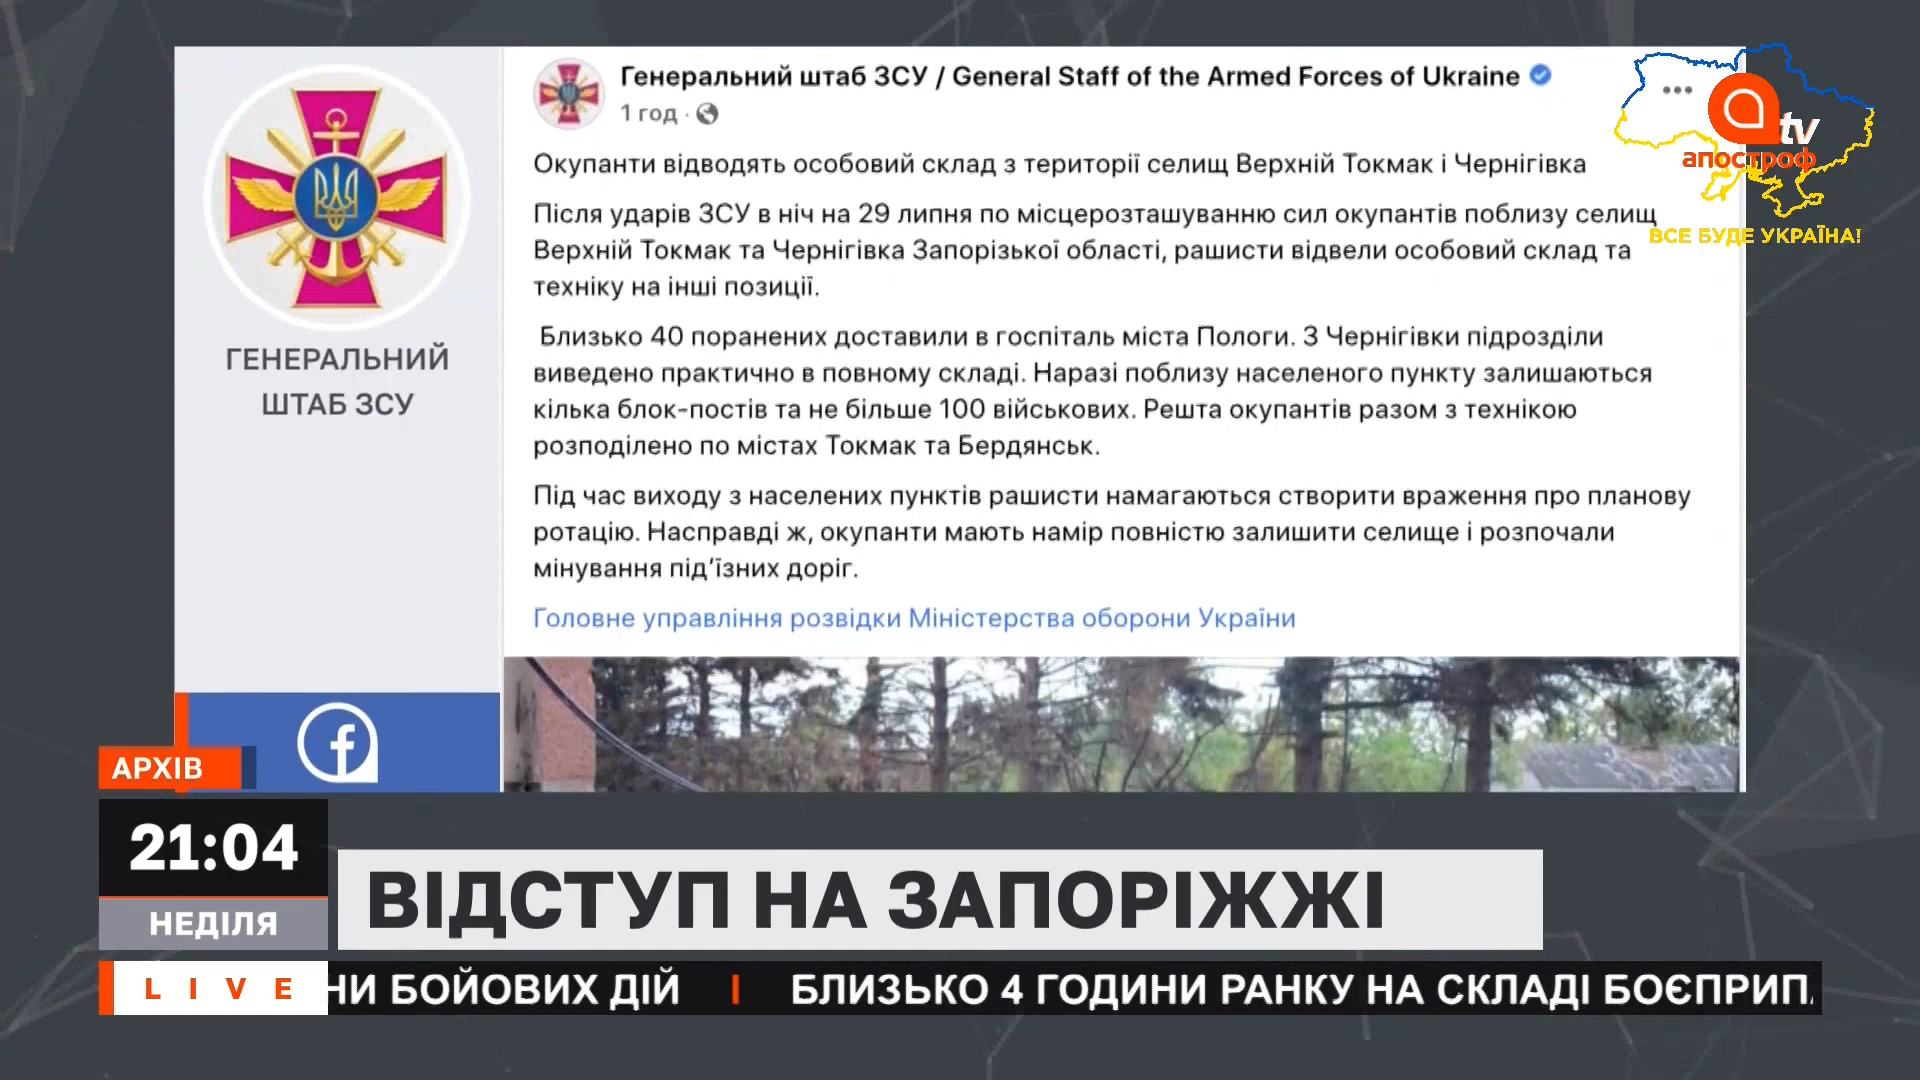 Генеральний штаб ЗСУ / General Staff of the Armed Forces of Ukraine
1 год ·
Окупанти відводять особовий склад з території селищ Верхній Токмак і Чернігівка
Після ударів ЗСУ в ніч на 29 липня по місцерозташуванню сил окупантів поблизу селищ
Верхній Токмак та Чернігівка Запорізької області, рашисти відвели особовий склад та
техніку на інші позиції.
Близько 40 поранених доставили в госпіталь міста Пологи. З Чернігівки підрозділи
виведено практично в повному складі. Наразі поблизу населеного пункту залишаються
кілька блок-постів та не більше 100 військових. Решта окупантів разом з технікою
розподілено по містах Токмак та Бердянськ.
Під час виходу з населених пунктів рашисти намагаються створити враження про планову
ротацію. Насправді ж, окупанти мають намір повністю залишити селище і розпочали
мінування під’їзних доріг.
Головне управління розвідки Міністерства оборони України
ГЕНЕРАЛЬНИЙ
ШТАБ ЗСУ
tv
апостроф
ВСЕ БУДЕ УКРАЇНА!
АРХІВ
21:04
НЕДІЛЯ
ВІДСТУП НА ЗАПОРІЖЖІ
LIVE
НИ БОЙОВИХ ДІЙ | БЛИЗЬКО 4 ГОДИНИ РАНКУ НА СКЛАДІ БОЄПРИП